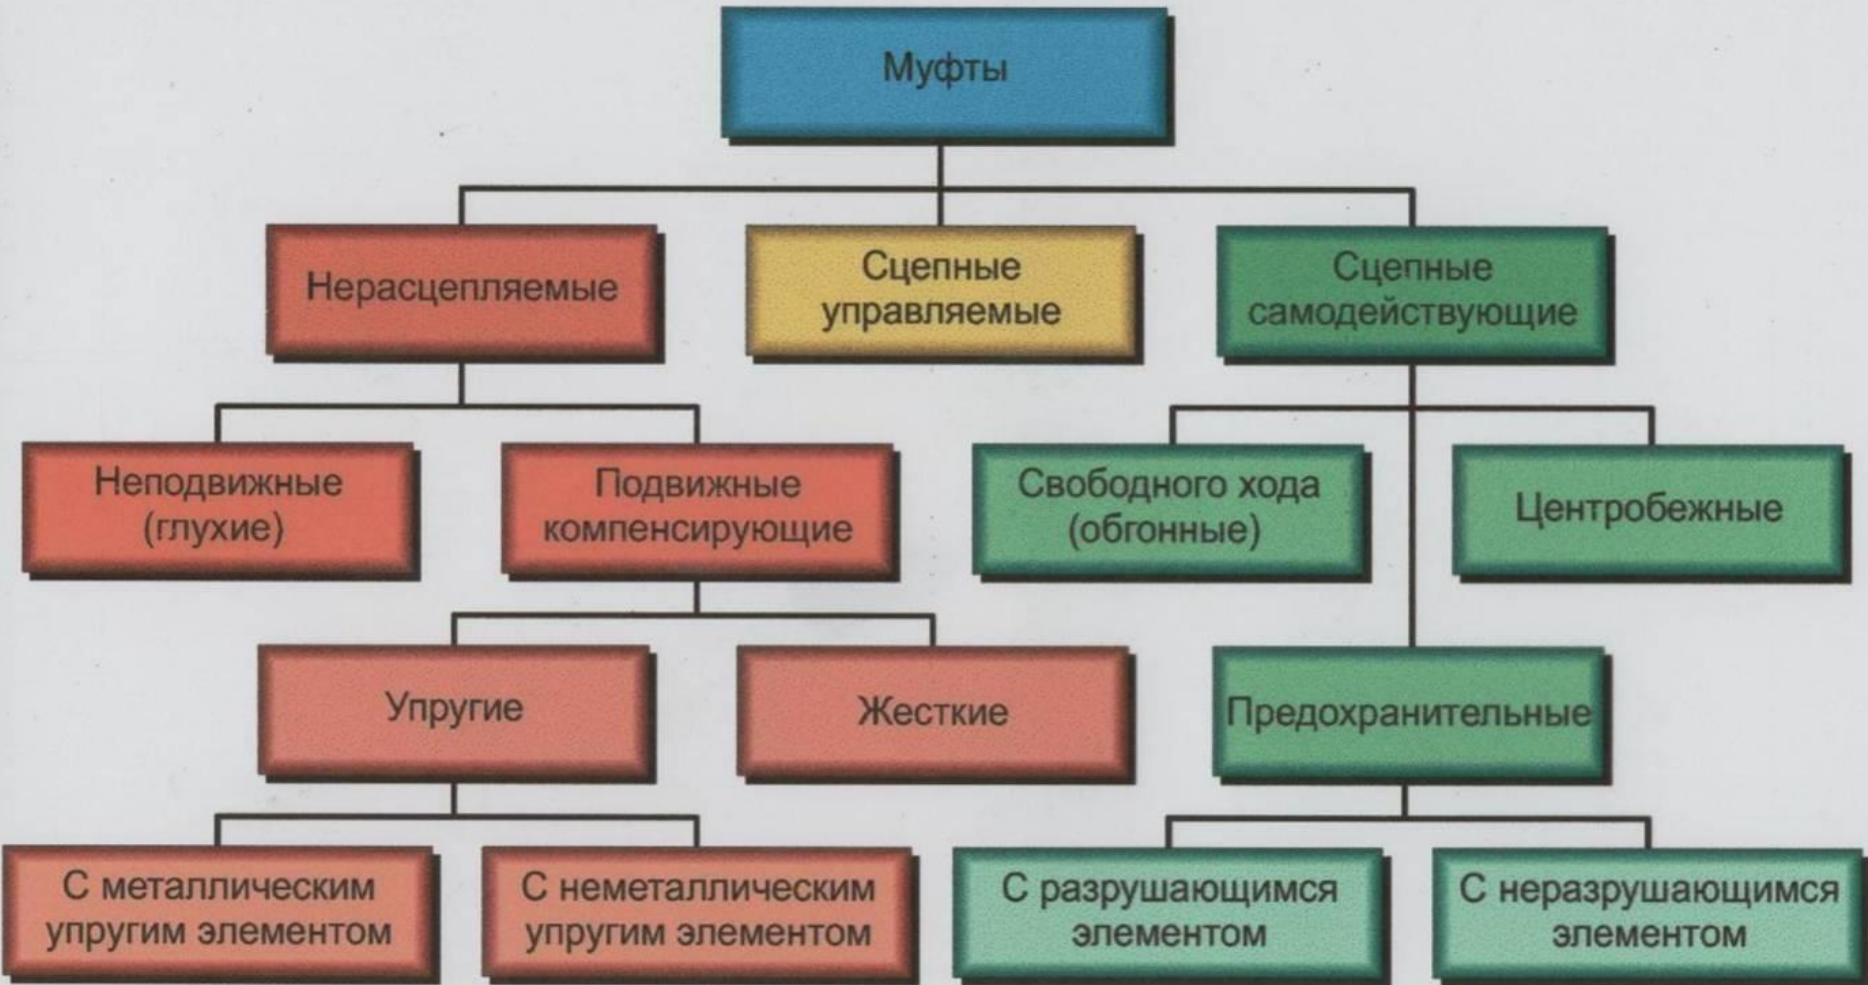 Муфты
Нерасцепляемые
Сцепные
управляемые
Сцепные
самодействующие
Неподвижные
(глухие)
Подвижные
компенсирующие
Свободного хода
(обгонные)
Центробежные
Упругие
Жесткие
Предохранительные
С металлическим
упругим элементом
С неметаллическим
упругим элементом
С разрушающимся
элементом
С неразрушающимся
элементом